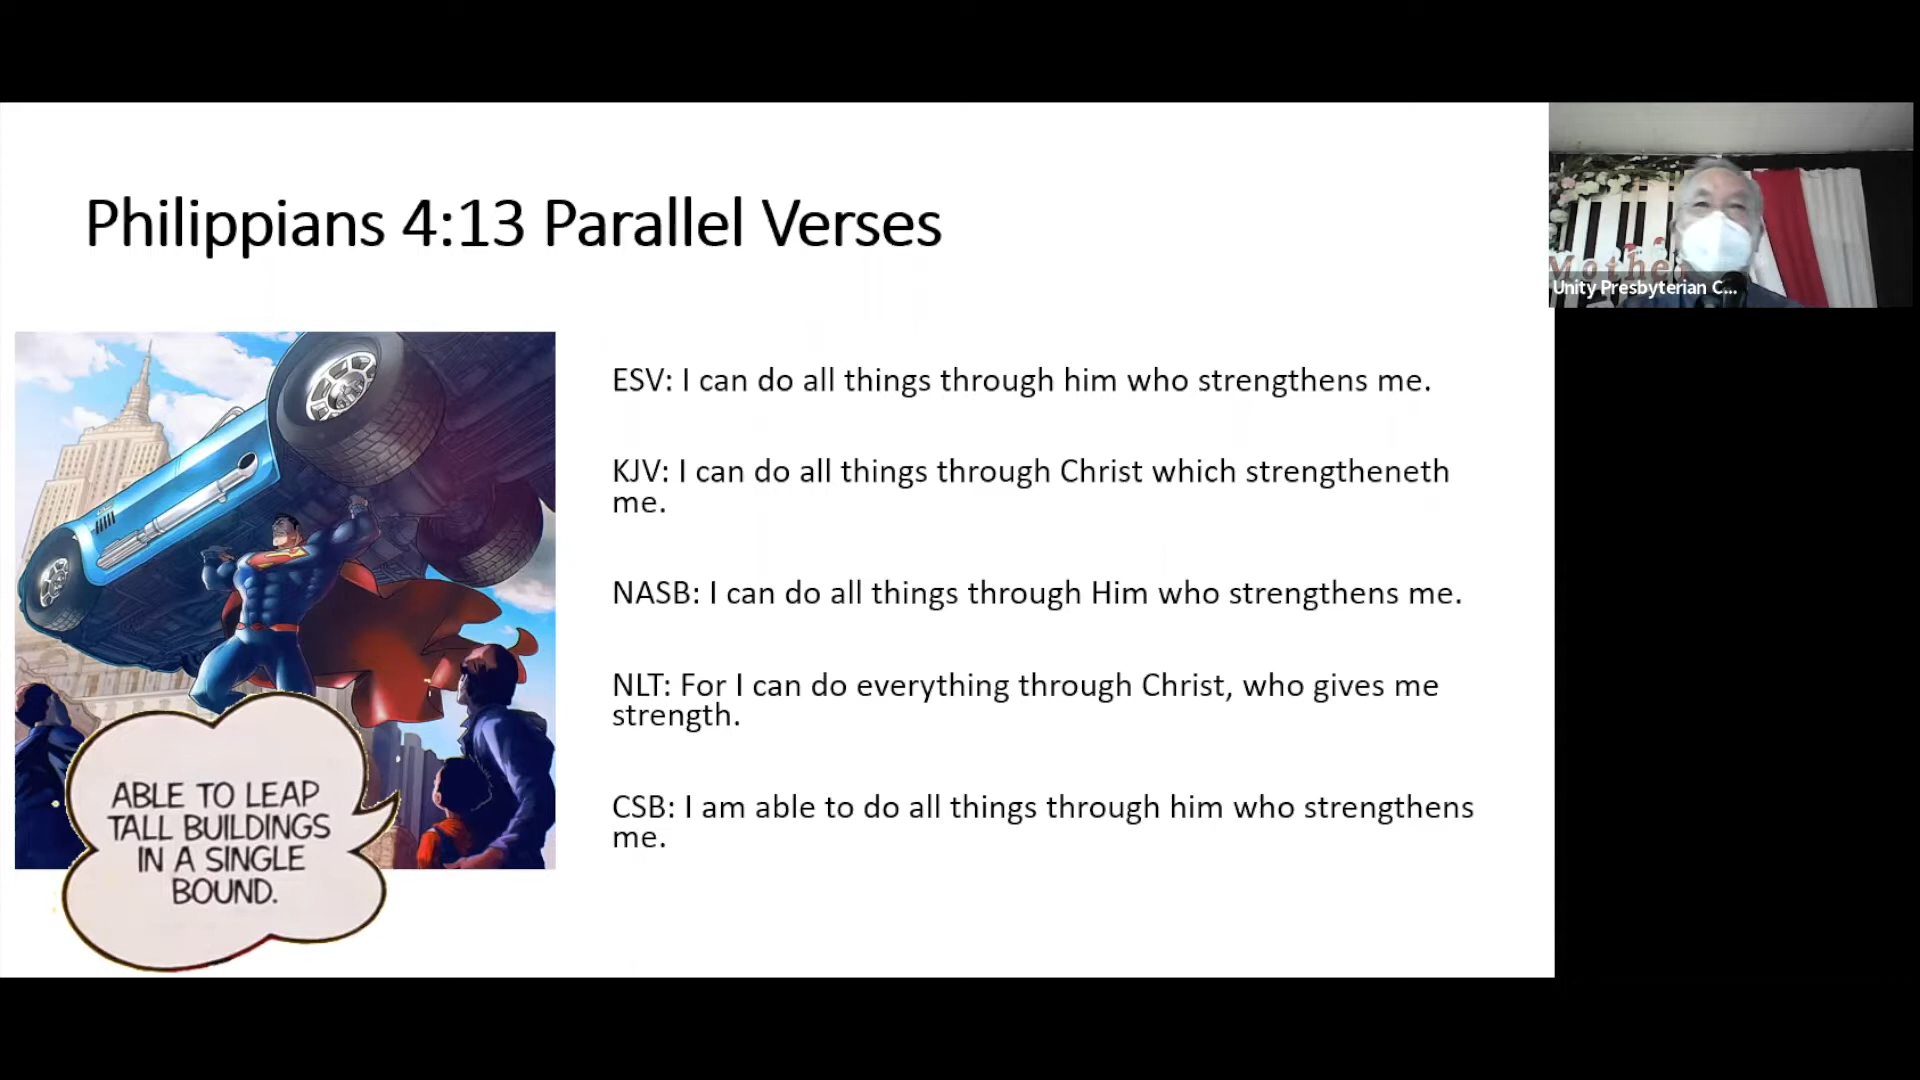 Philippians 4:13 Parallel Verses
ESV: I can do all things through him who strengthens me.
KJV: I can do all things through Christ which strengtheneth
me.
NASB: I can do all things through Him who strengthens me.
NLT: For I can do everything through Christ, who gives me
strength.
CSB: I am able to do all things through him who strengthens
me.
ABLE TO LEAP
TALL BUILDINGS
IN A SINGLE
BOUND.
Mothe
Unity Presbyterian C...